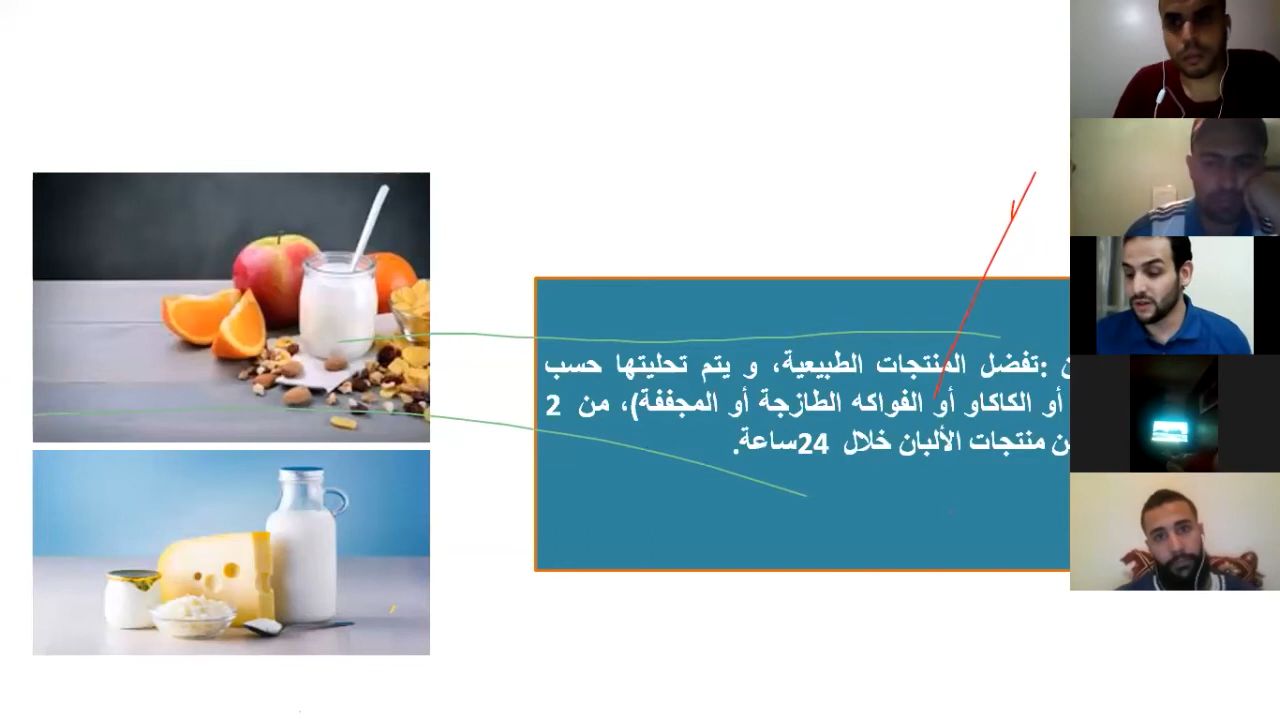 تفضل المنتجات الطبيعية، و يتم تحليتها حسب
أو الكاكاو أو الفواكه الطازجة أو المجففة)، من 2
منتجات الألبان خلال 24ساعة.